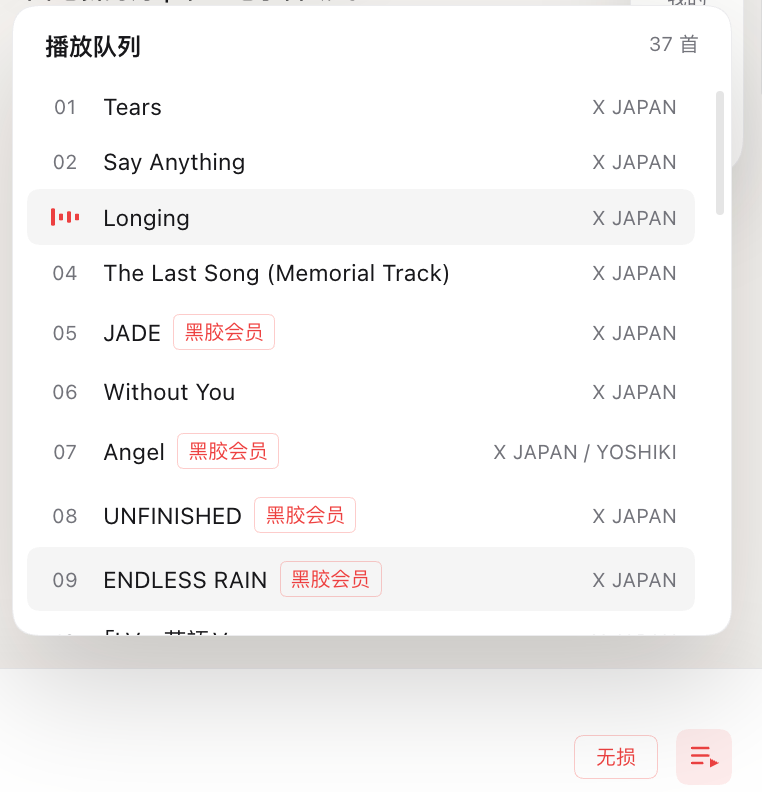 播放队列 37 首
01 Tears X JAPAN
02 Say Anything X JAPAN
Longing X JAPAN
04 The Last Song (Memorial Track) X JAPAN
05 JADE 黑胶会员 X JAPAN
06 Without You X JAPAN
07 Angel 黑胶会员 X JAPAN / YOSHIKI
08 UNFINISHED 黑胶会员 X JAPAN
09 ENDLESS RAIN 黑胶会员 X JAPAN
无损